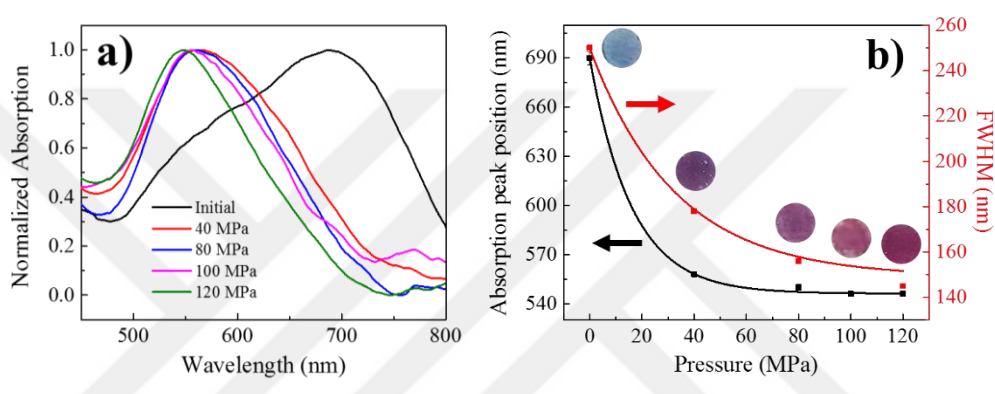 a)
Normalized Absorption
1.0
0.8
0.6
0.4
0.2
0.0
Initial
40 MPa
80 MPa
100 MPa
120 MPa
500 600 700 800
Wavelength (nm)
b)
Absorption peak position (nm)
690
660
630
600
570
540
0 20 40 60 80 100 120
Pressure (MPa)
260
240
220
200
180
160
140
FWHM (nm)